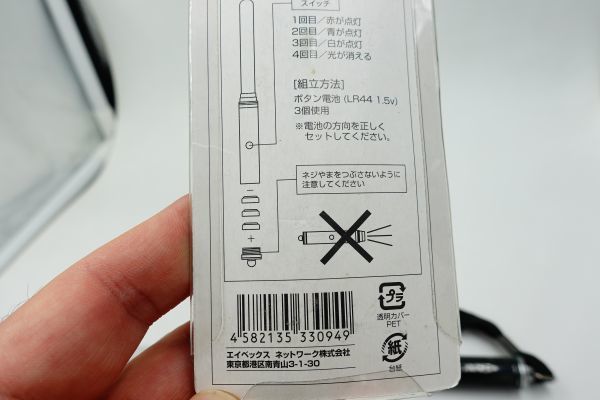 スイッチ
1回目／赤が点灯
2回目／青が点灯
3回目／白が点灯
4回目／光が消える
[組立方法]
ボタン電池（LR44 1.5v）
3個使用
※電池の方向を正しく
セットしてください。
−
ネジやまをつぶさないように
注意してください
+
プラ
透明カバー
PET
4 582135 330949
紙
台紙
エイベックス ネットワーク株式会社
東京都港区南青山3-1-30